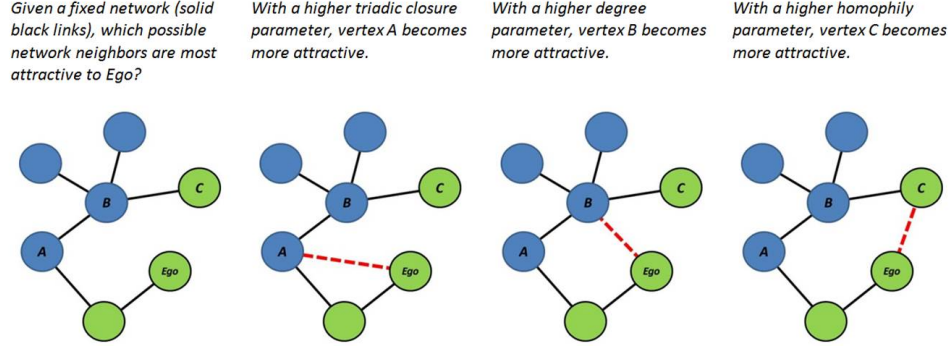 Given a fixed network (solid
black links), which possible
network neighbors are most
attractive to Ego?
With a higher triadic closure
parameter, vertex A becomes
more attractive.
With a higher degree
parameter, vertex B becomes
more attractive.
With a higher homophily
parameter, vertex C becomes
more attractive.
C
B
A
Ego
C
B
A
Ego
C
B
A
Ego
C
B
A
Ego